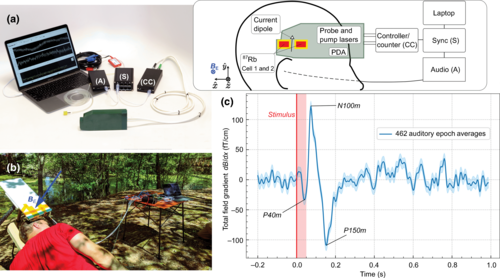 (a)
(A)
(S)
(CC)
(b)
B⃗ₑ
Current
dipole
Probe and
pump lasers
PDA
⁸⁷Rb
Cell 1 and 2
Controller/
counter (CC)
Laptop
Sync (S)
Audio (A)
(c)
Stimulus
N100m
P40m
P150m
462 auditory epoch averages
Total field gradient dB/dx (fT/cm)
100
50
0
−50
−100
−0.2
0.0
0.2
0.4
0.6
0.8
1.0
Time (s)